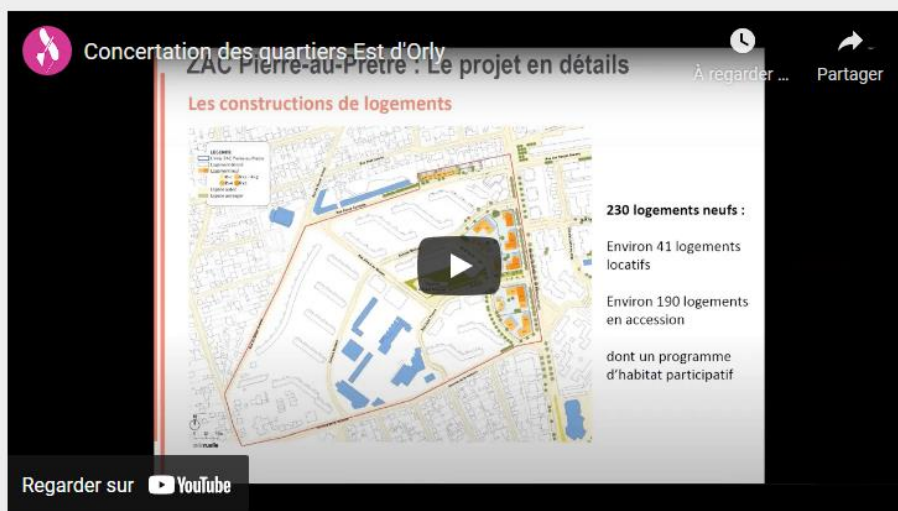 Concertation des quartiers Est d'Orly
À regarder ...
Partager
ZAC Pierre-au-Prêtre : Le projet en détails
Les constructions de logements
LEGENDE
230 logements neufs :
Environ 41 logements
locatifs
Environ 190 logements
en accession
dont un programme
d'habitat participatif
Regarder sur YouTube